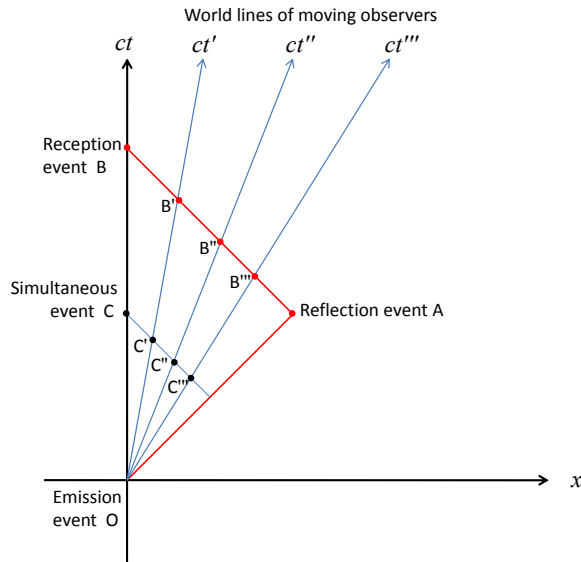 World lines of moving observers
ct
ct'
ct''
ct'''
Reception
event B
B'
B''
B'''
Simultaneous
event C
Reflection event A
C'
C''
C'''
x
Emission
event O